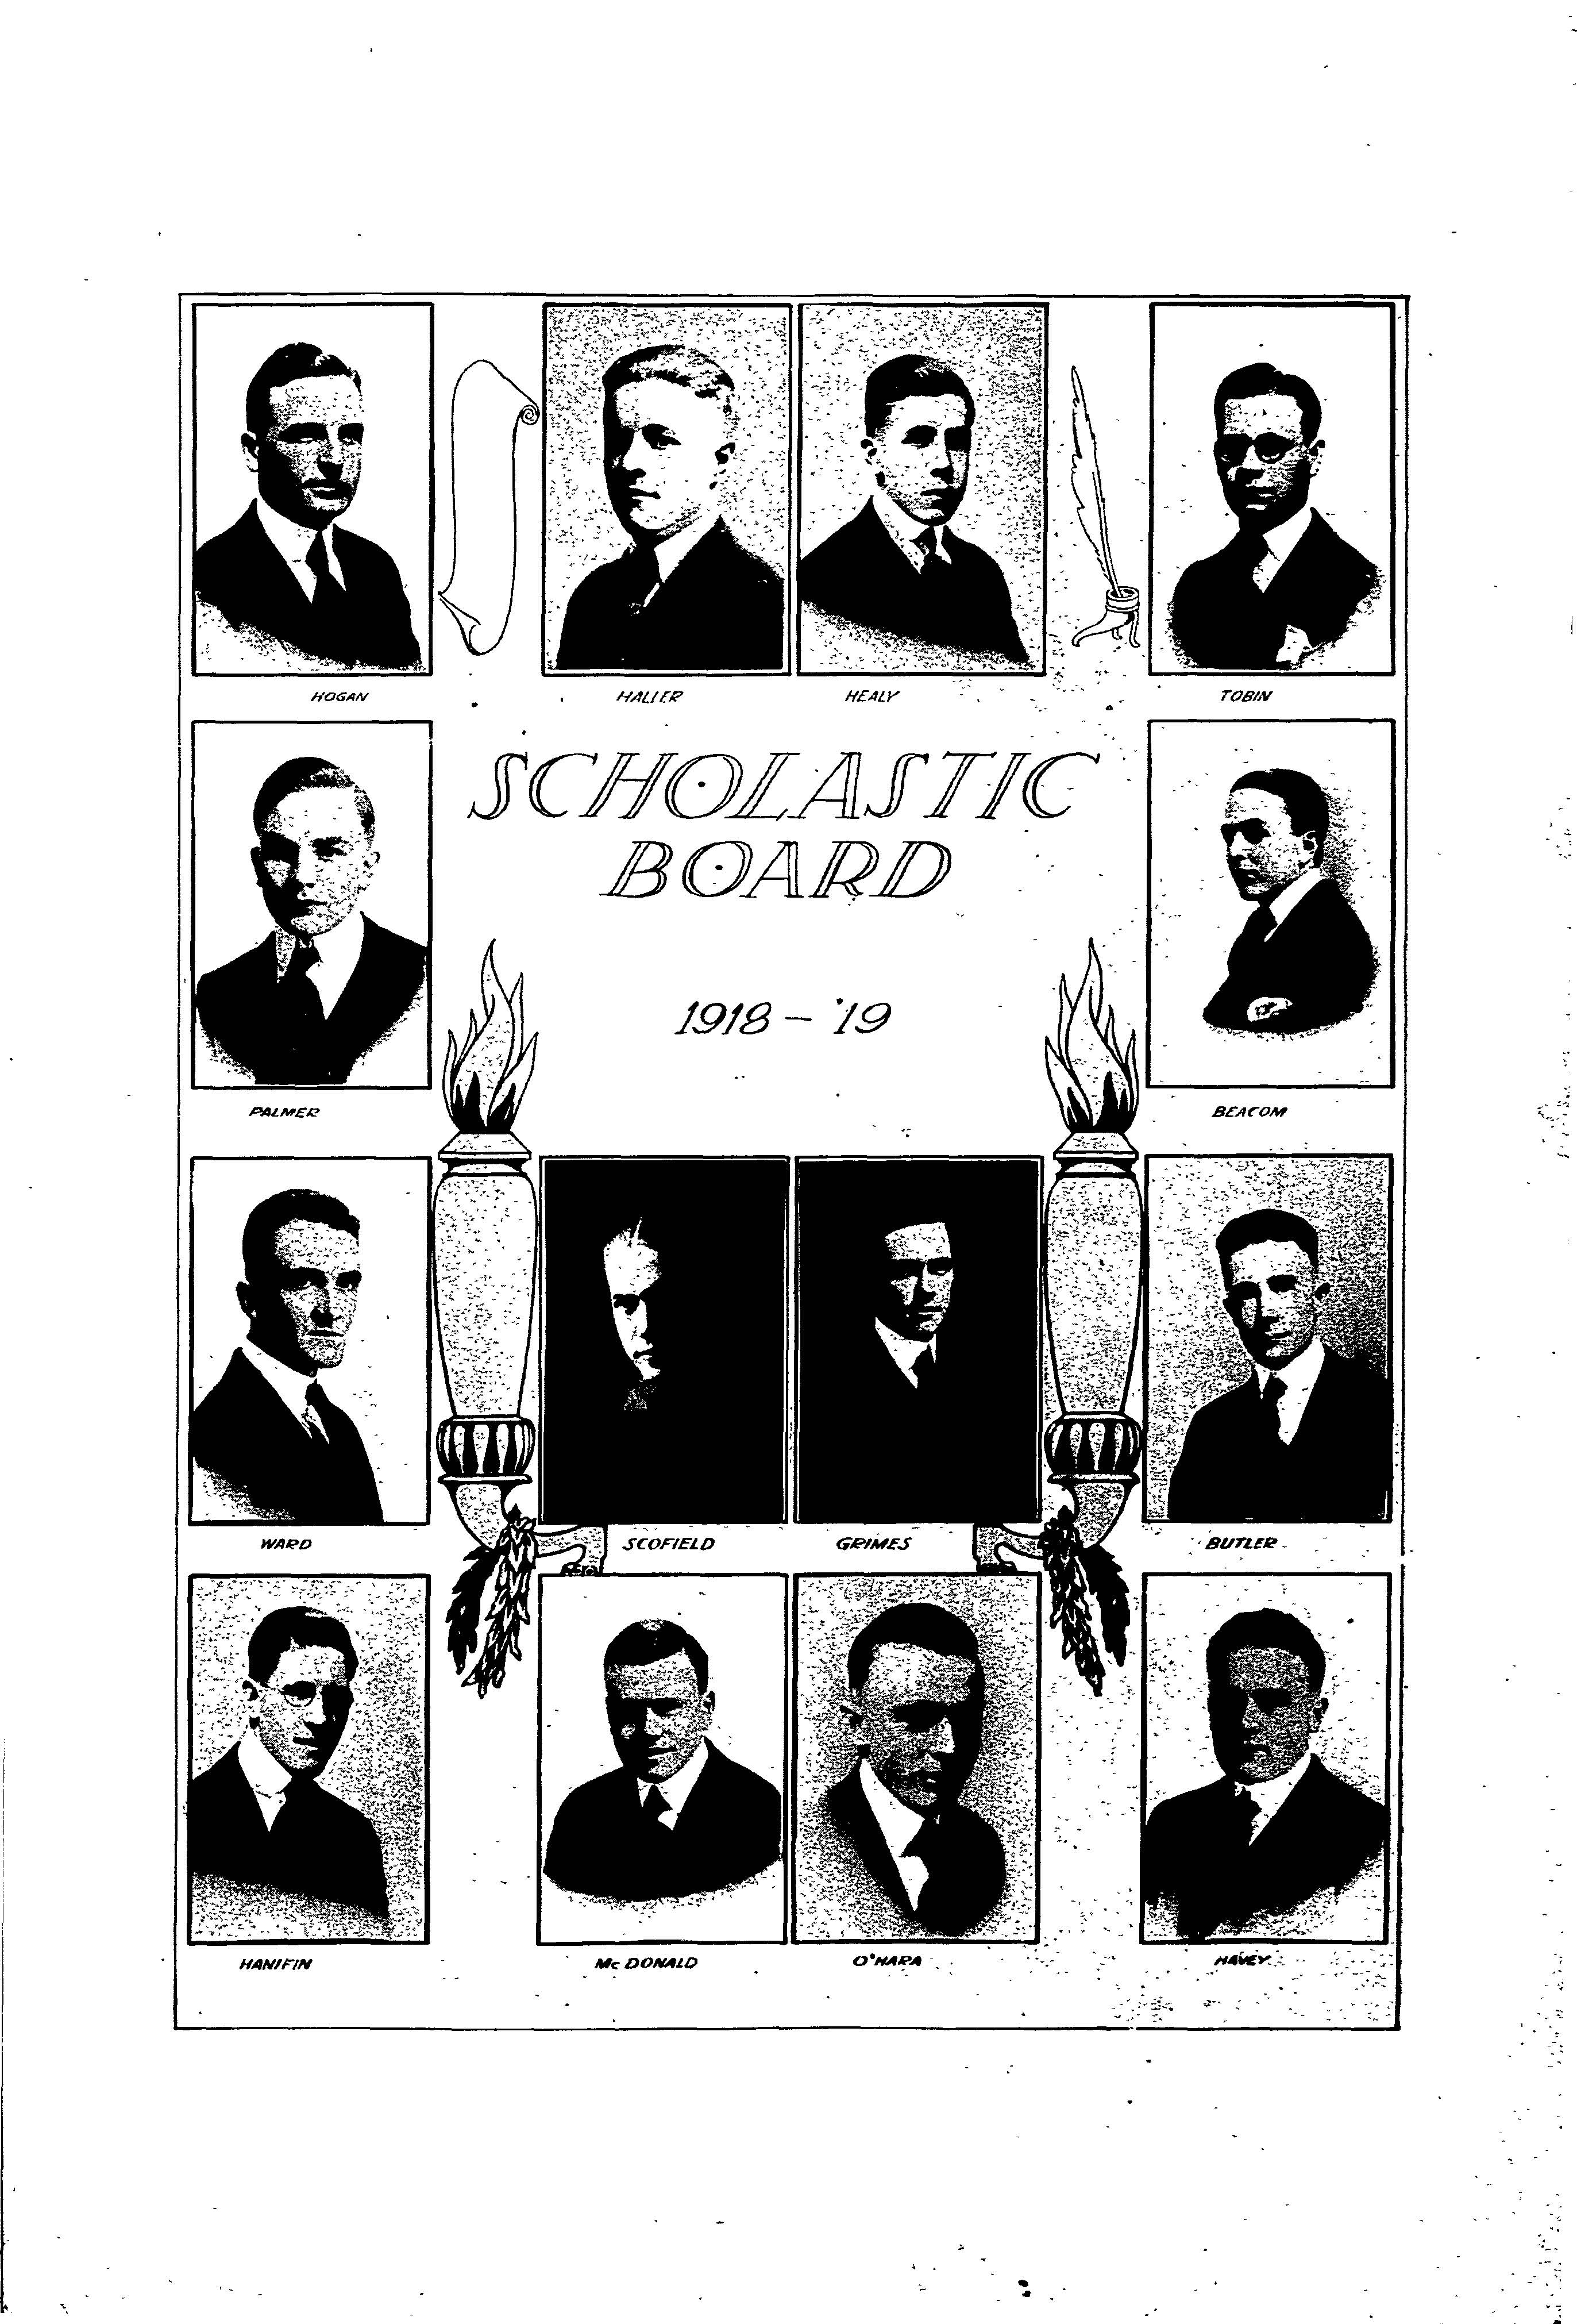 HOGAN
HALLER
HEALY
TOBIN
SCHOLASTIC
BOARD
1918 – '19
PALMER
BEACOM
WARD
SCOFIELD
GRIMES
BUTLER
HANIFIN
McDONALD
O'HARA
HAVEY